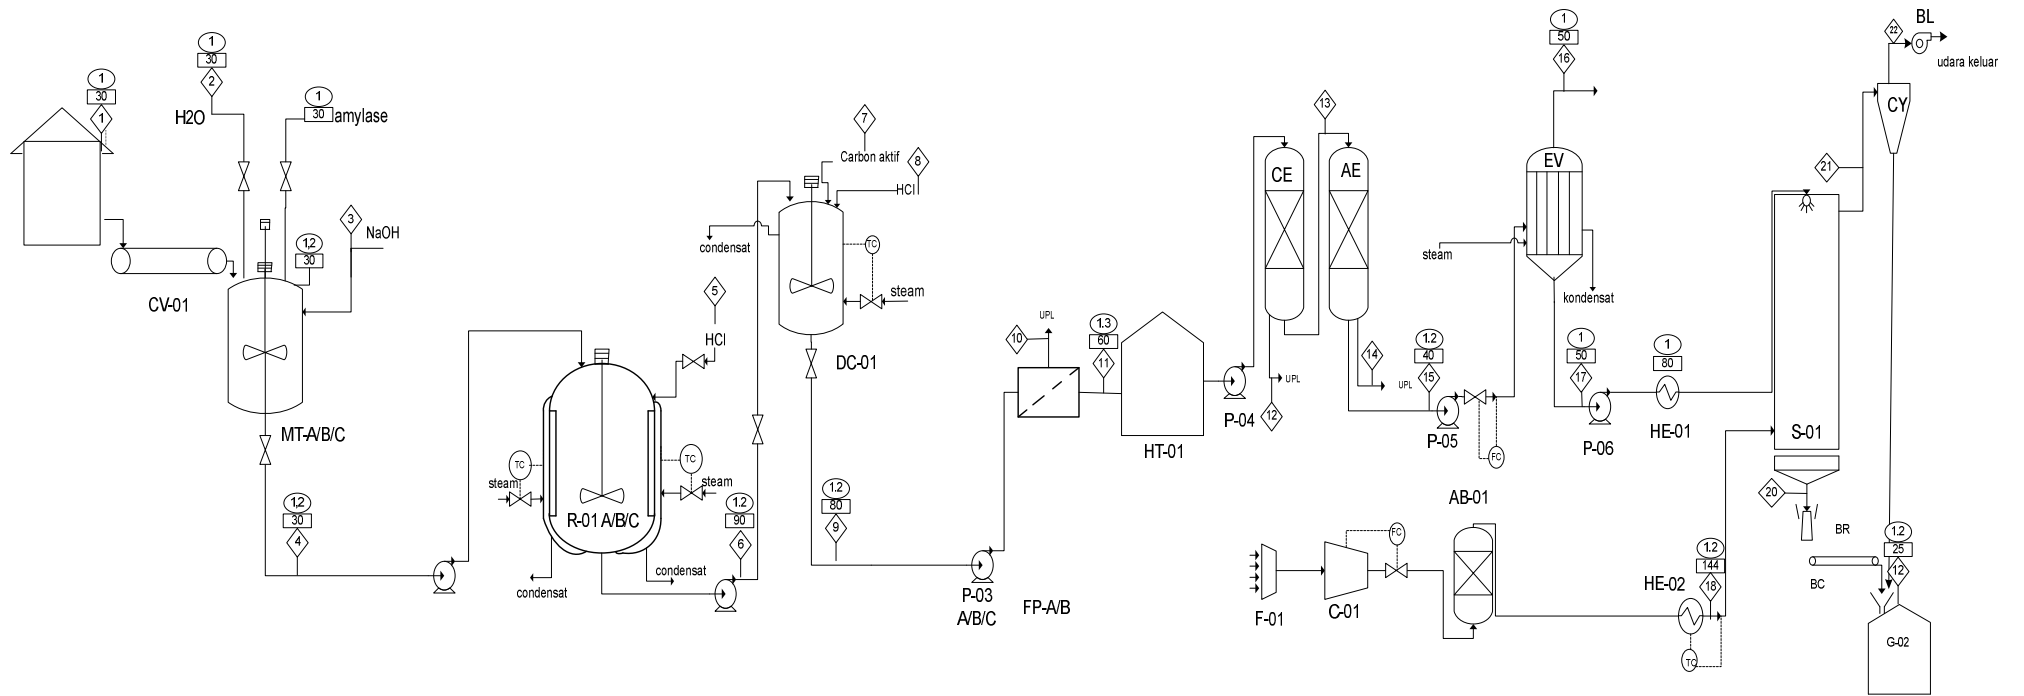 1
30
1
1
30
2
H2O
1
30
amylase
3
NaOH
1,2
30
CV-01
MT-A/B/C
1,2
30
4
5
HCl
TC
steam
TC
steam
R-01 A/B/C
condensat
condensat
1.2
90
6
7
Carbon aktif
8
HCl
condensat
TC
steam
DC-01
1.2
80
9
P-03
A/B/C
FP-A/B
10
UPL
1.3
60
11
HT-01
P-04
CE
UPL
12
13
AE
14
UPL
1.2
40
15
P-05
FC
1
50
16
EV
steam
kondensat
1
50
17
P-06
1
80
HE-01
AB-01
F-01
C-01
FC
HE-02
1.2
144
18
TC
S-01
20
21
22
BL
udara keluar
CY
BR
BC
1.2
25
12
G-02